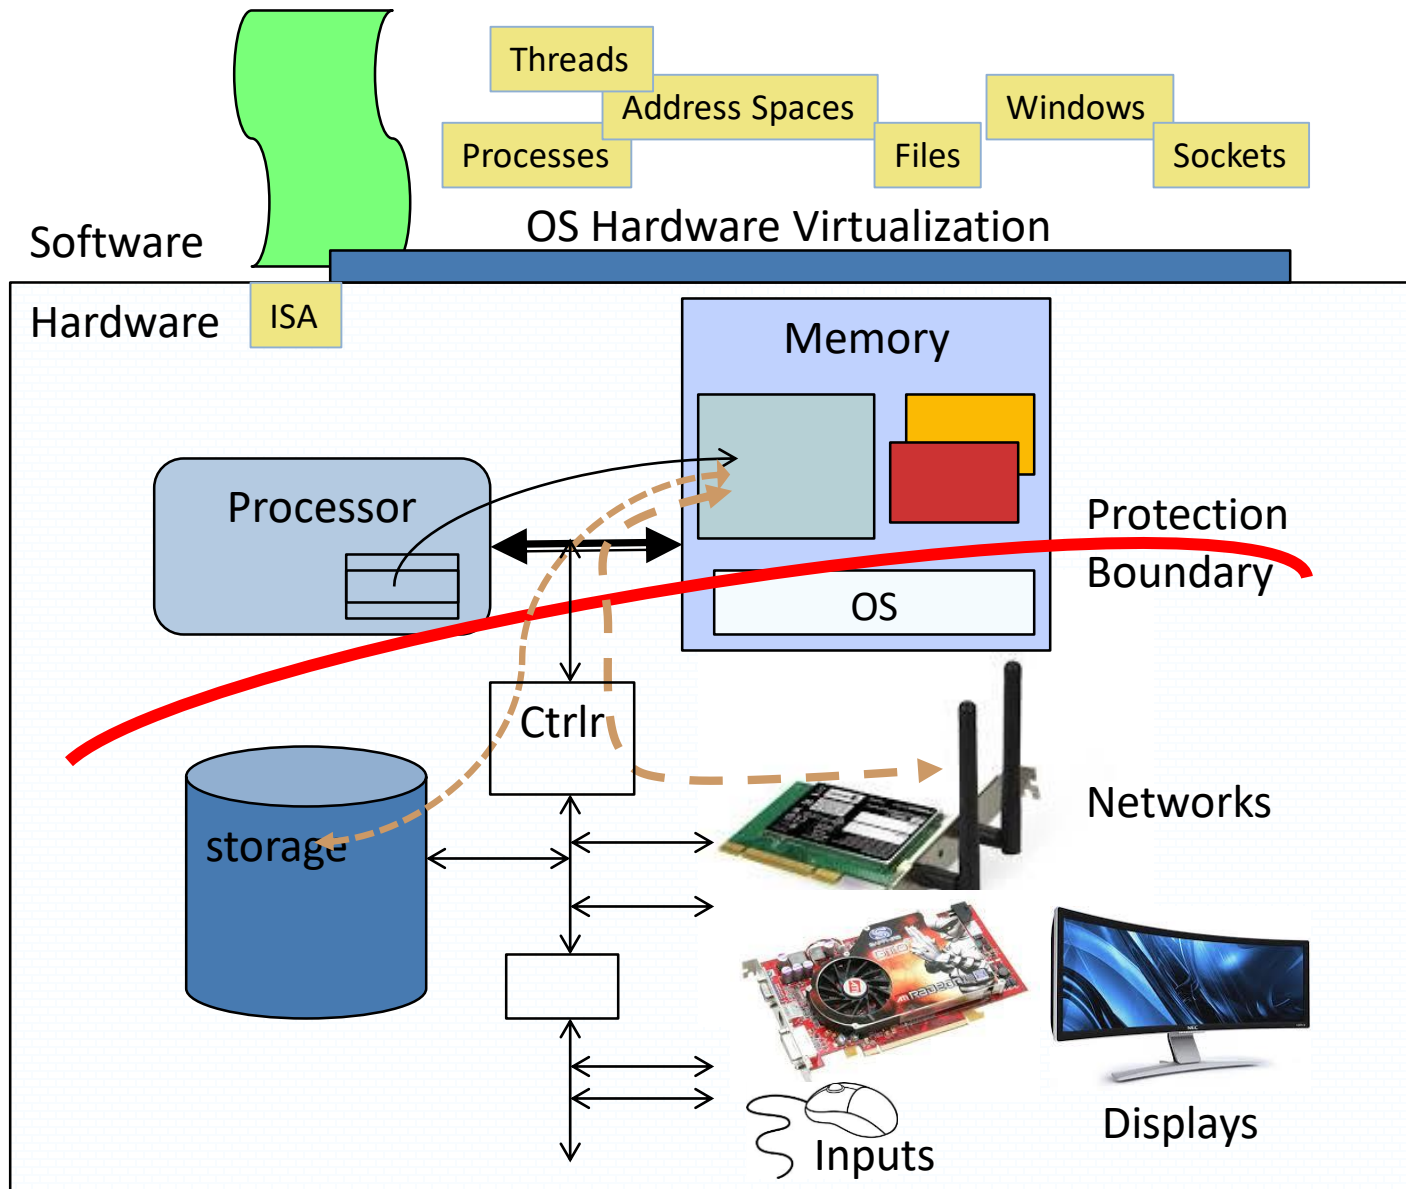 Threads
Address Spaces
Windows
Processes
Files
Sockets
Software
OS Hardware Virtualization
Hardware
ISA
Memory
Processor
Protection
Boundary
OS
Ctrlr
storage
Networks
RADEON
Displays
Inputs